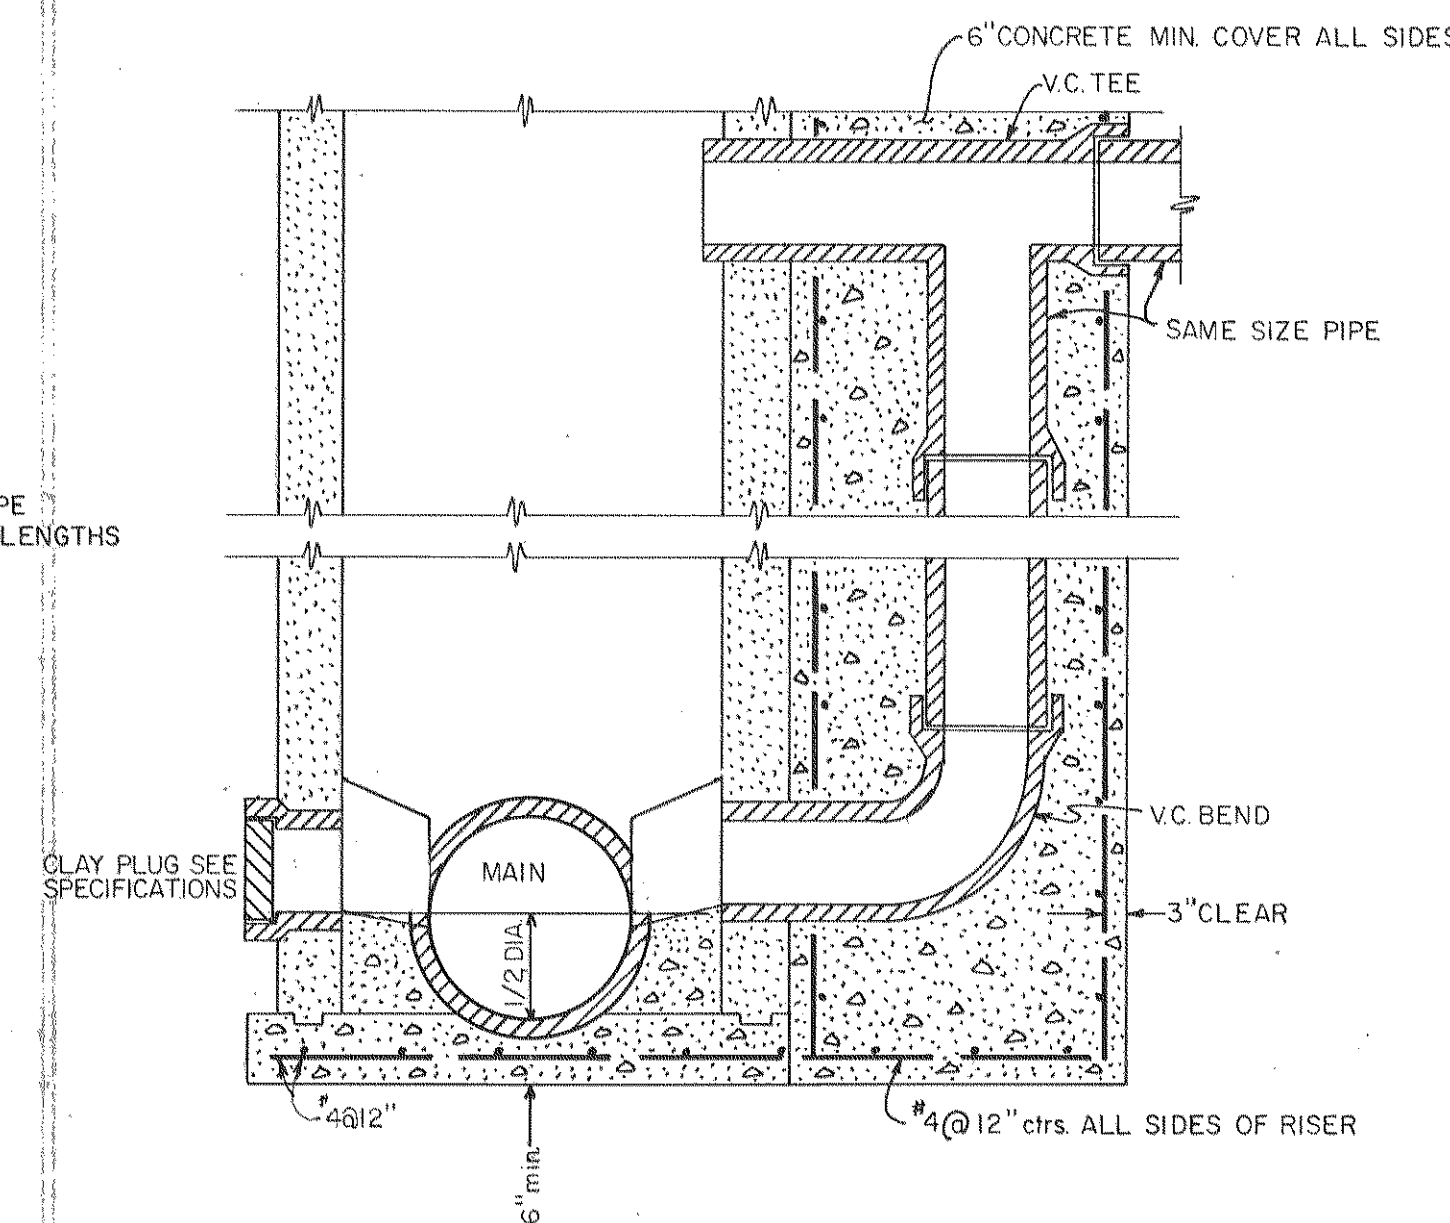 6" CONCRETE MIN. COVER ALL SIDES
V.C. TEE
SAME SIZE PIPE
PE
LENGTHS
V.C. BEND
MAIN
CLAY PLUG SEE
SPECIFICATIONS
1/2 DIA.
3" CLEAR
#4@12"
#4@12" ctrs. ALL SIDES OF RISER
6" min.